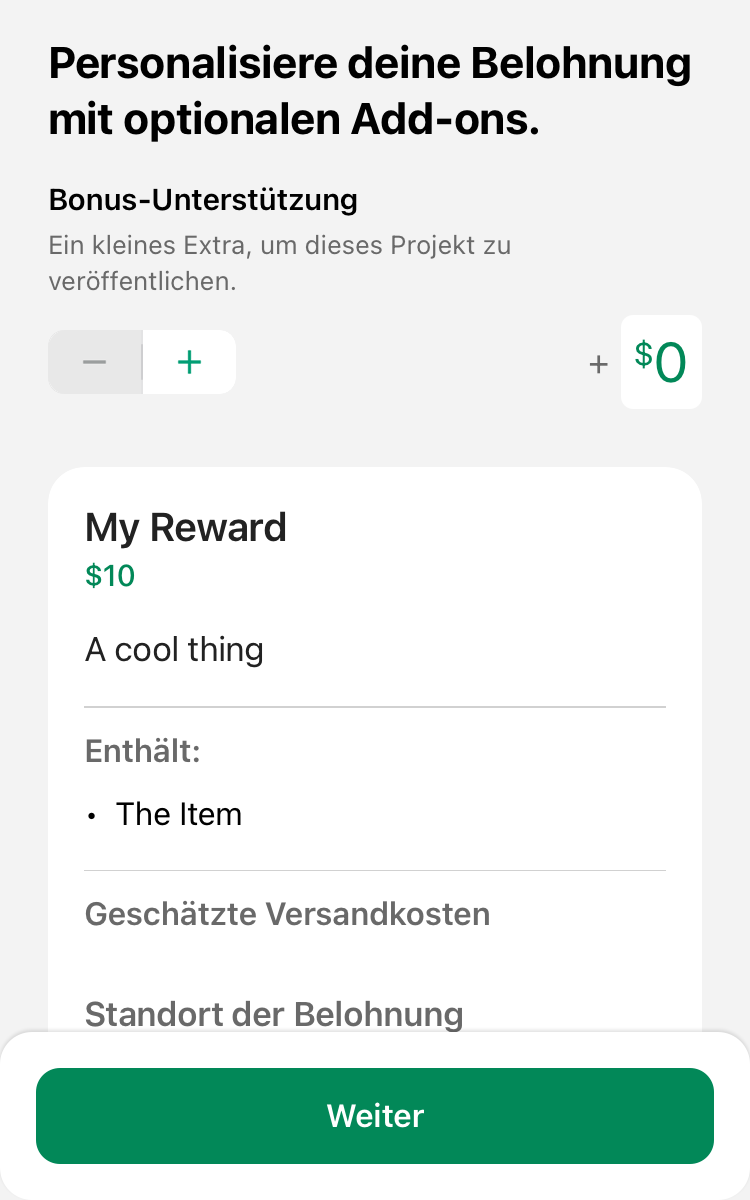 Personalisiere deine Belohnung
mit optionalen Add-ons.
Bonus-Unterstützung
Ein kleines Extra, um dieses Projekt zu
veröffentlichen.
− +
+ $0
My Reward
$10
A cool thing
Enthält:
• The Item
Geschätzte Versandkosten
Standort der Belohnung
Weiter